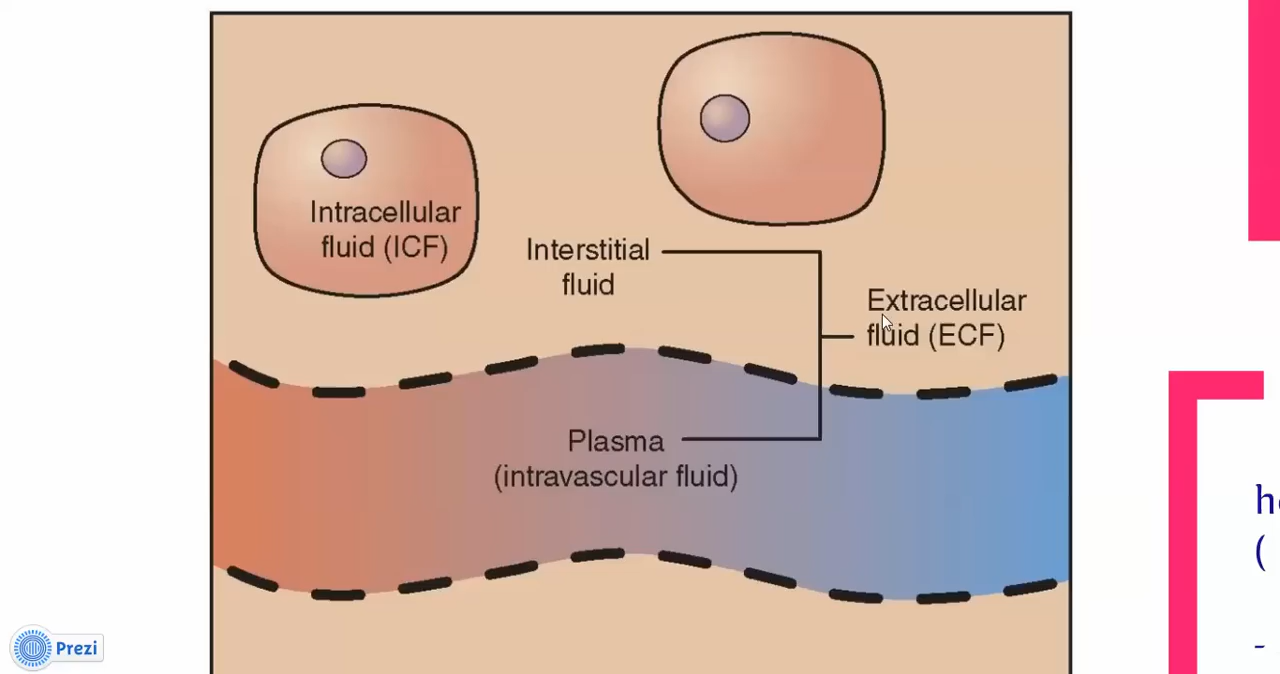 Intracellular
fluid (ICF)
Interstitial
fluid
Extracellular
fluid (ECF)
Plasma
(intravascular fluid)
(
-
Prezi